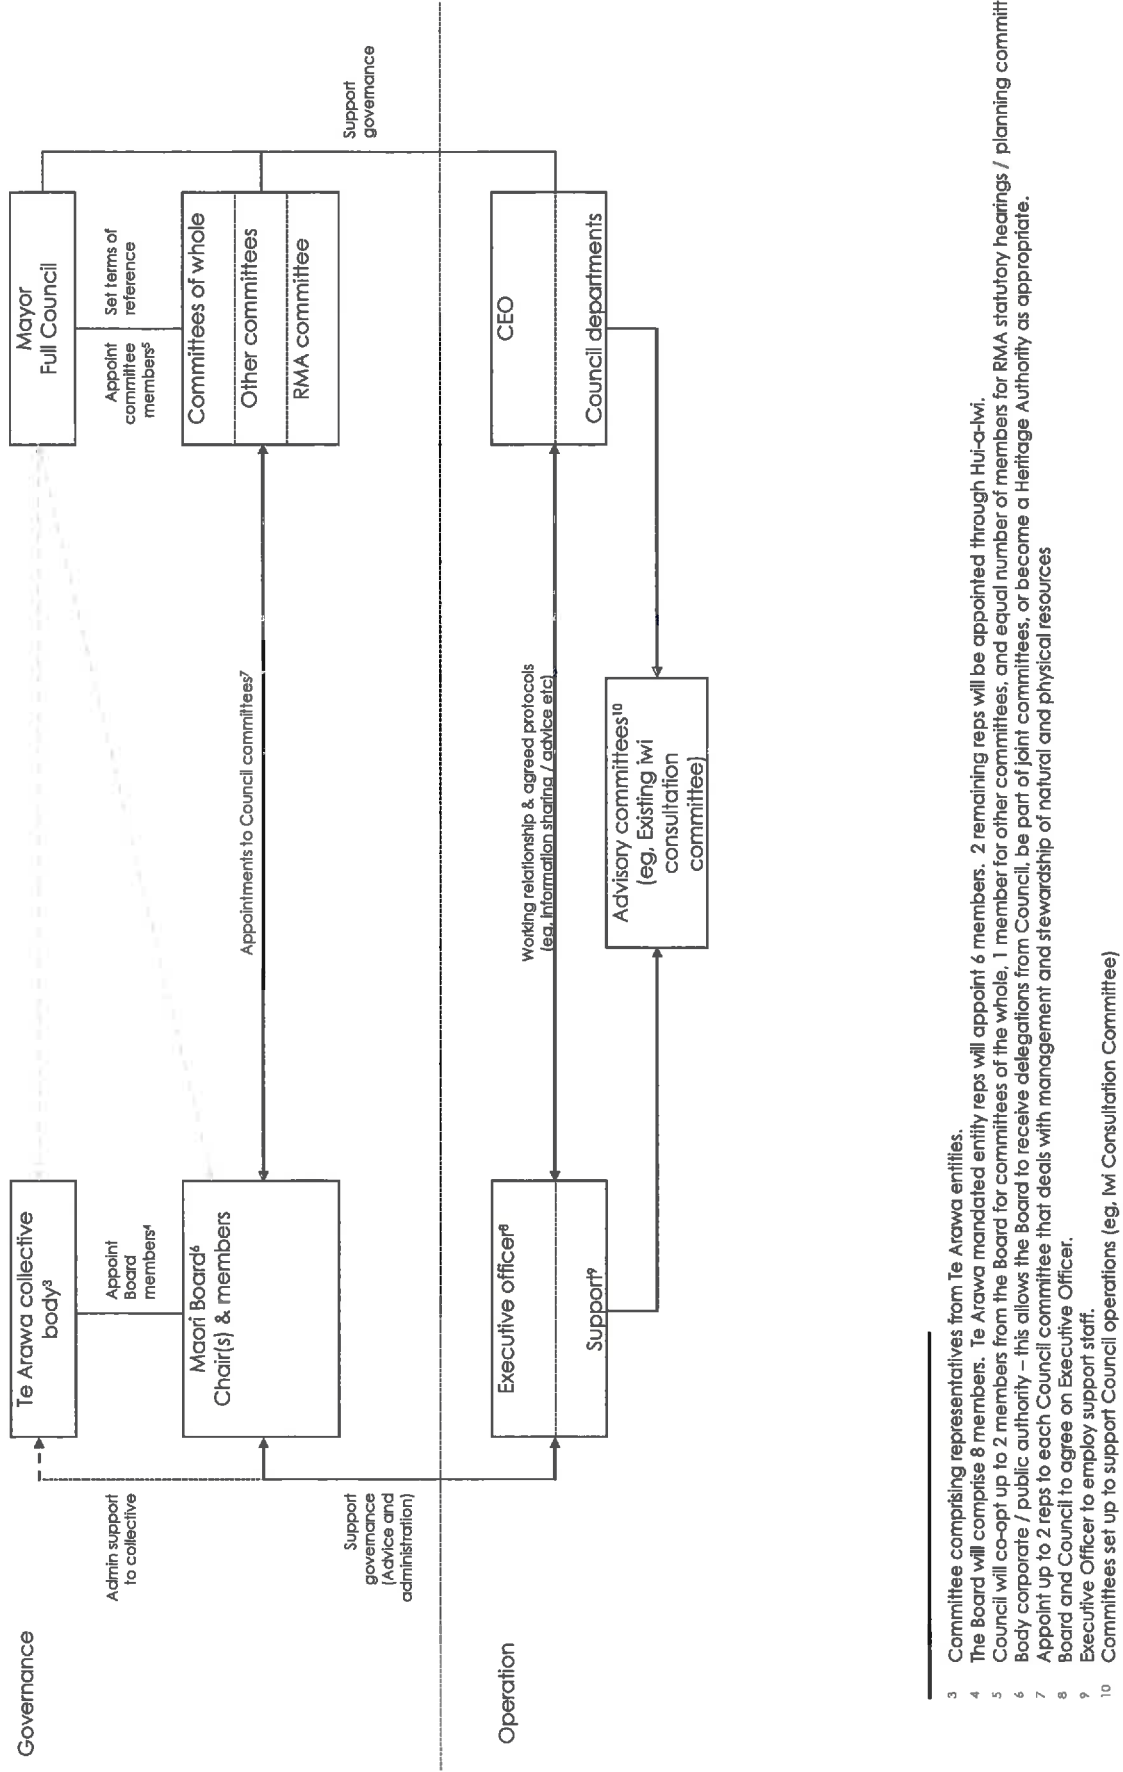 Governance
Admin support
to collective
Te Arawa collective
body³
Appoint
Board
members⁴
Maori Board⁶
Chair(s) & members
Support
governance
(Advice and
administration)
Appointments to Council committees⁷
Mayor
Full Council
Appoint
committee
members⁵
Set terms of
reference
Committees of whole
Other committees
RMA committee
Support
governance
Operation
Executive officer⁸
Support⁹
Working relationship & agreed protocols
(eg, information sharing / advice etc)
Advisory committees¹⁰
(eg, Existing iwi
consultation
committee)
CEO
Council departments
3 Committee comprising representatives from Te Arawa entities.
4 The Board will comprise 8 members. Te Arawa mandated entity reps will appoint 6 members. 2 remaining reps will be appointed through Hui-a-Iwi.
5 Council will co-opt up to 2 members from the Board for committees of the whole, 1 member for other committees, and equal number of members for RMA statutory hearings / planning committ
6 Body corporate / public authority – this allows the Board to receive delegations from Council, be part of joint committees, or become a Heritage Authority as appropriate.
7 Appoint up to 2 reps to each Council committee that deals with management and stewardship of natural and physical resources
8 Board and Council to agree on Executive Officer.
9 Executive Officer to employ support staff.
10 Committees set up to support Council operations (eg, Iwi Consultation Committee)